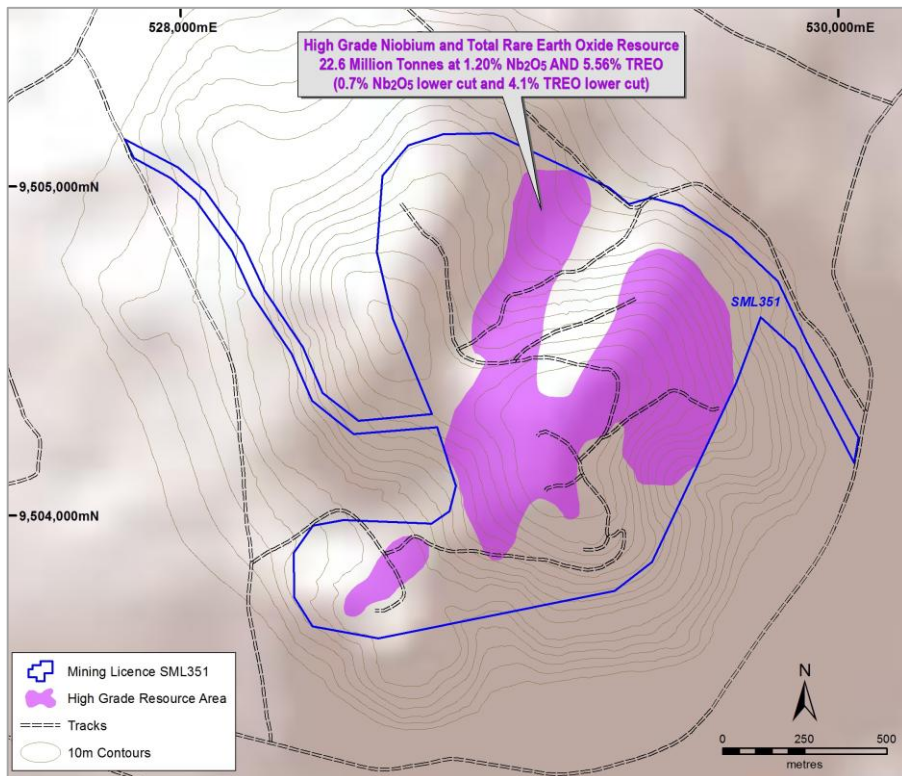 528,000mE
530,000mE
High Grade Niobium and Total Rare Earth Oxide Resource
22.6 Million Tonnes at 1.20% Nb2O5 AND 5.56% TREO
(0.7% Nb2O5 lower cut and 4.1% TREO lower cut)
9,505,000mN
SML351
9,504,000mN
Mining Licence SML351
High Grade Resource Area
Tracks
10m Contours
N
0 250 500
metres